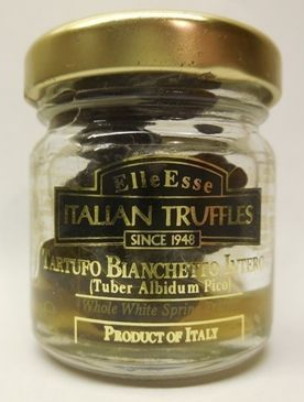 ElleEsse
ITALIAN TRUFFLES
SINCE 1948
TARTUFO BIANCHETTO INTERO
(Tuber Albidum Pico)
Whole White Spring
PRODUCT OF ITALY